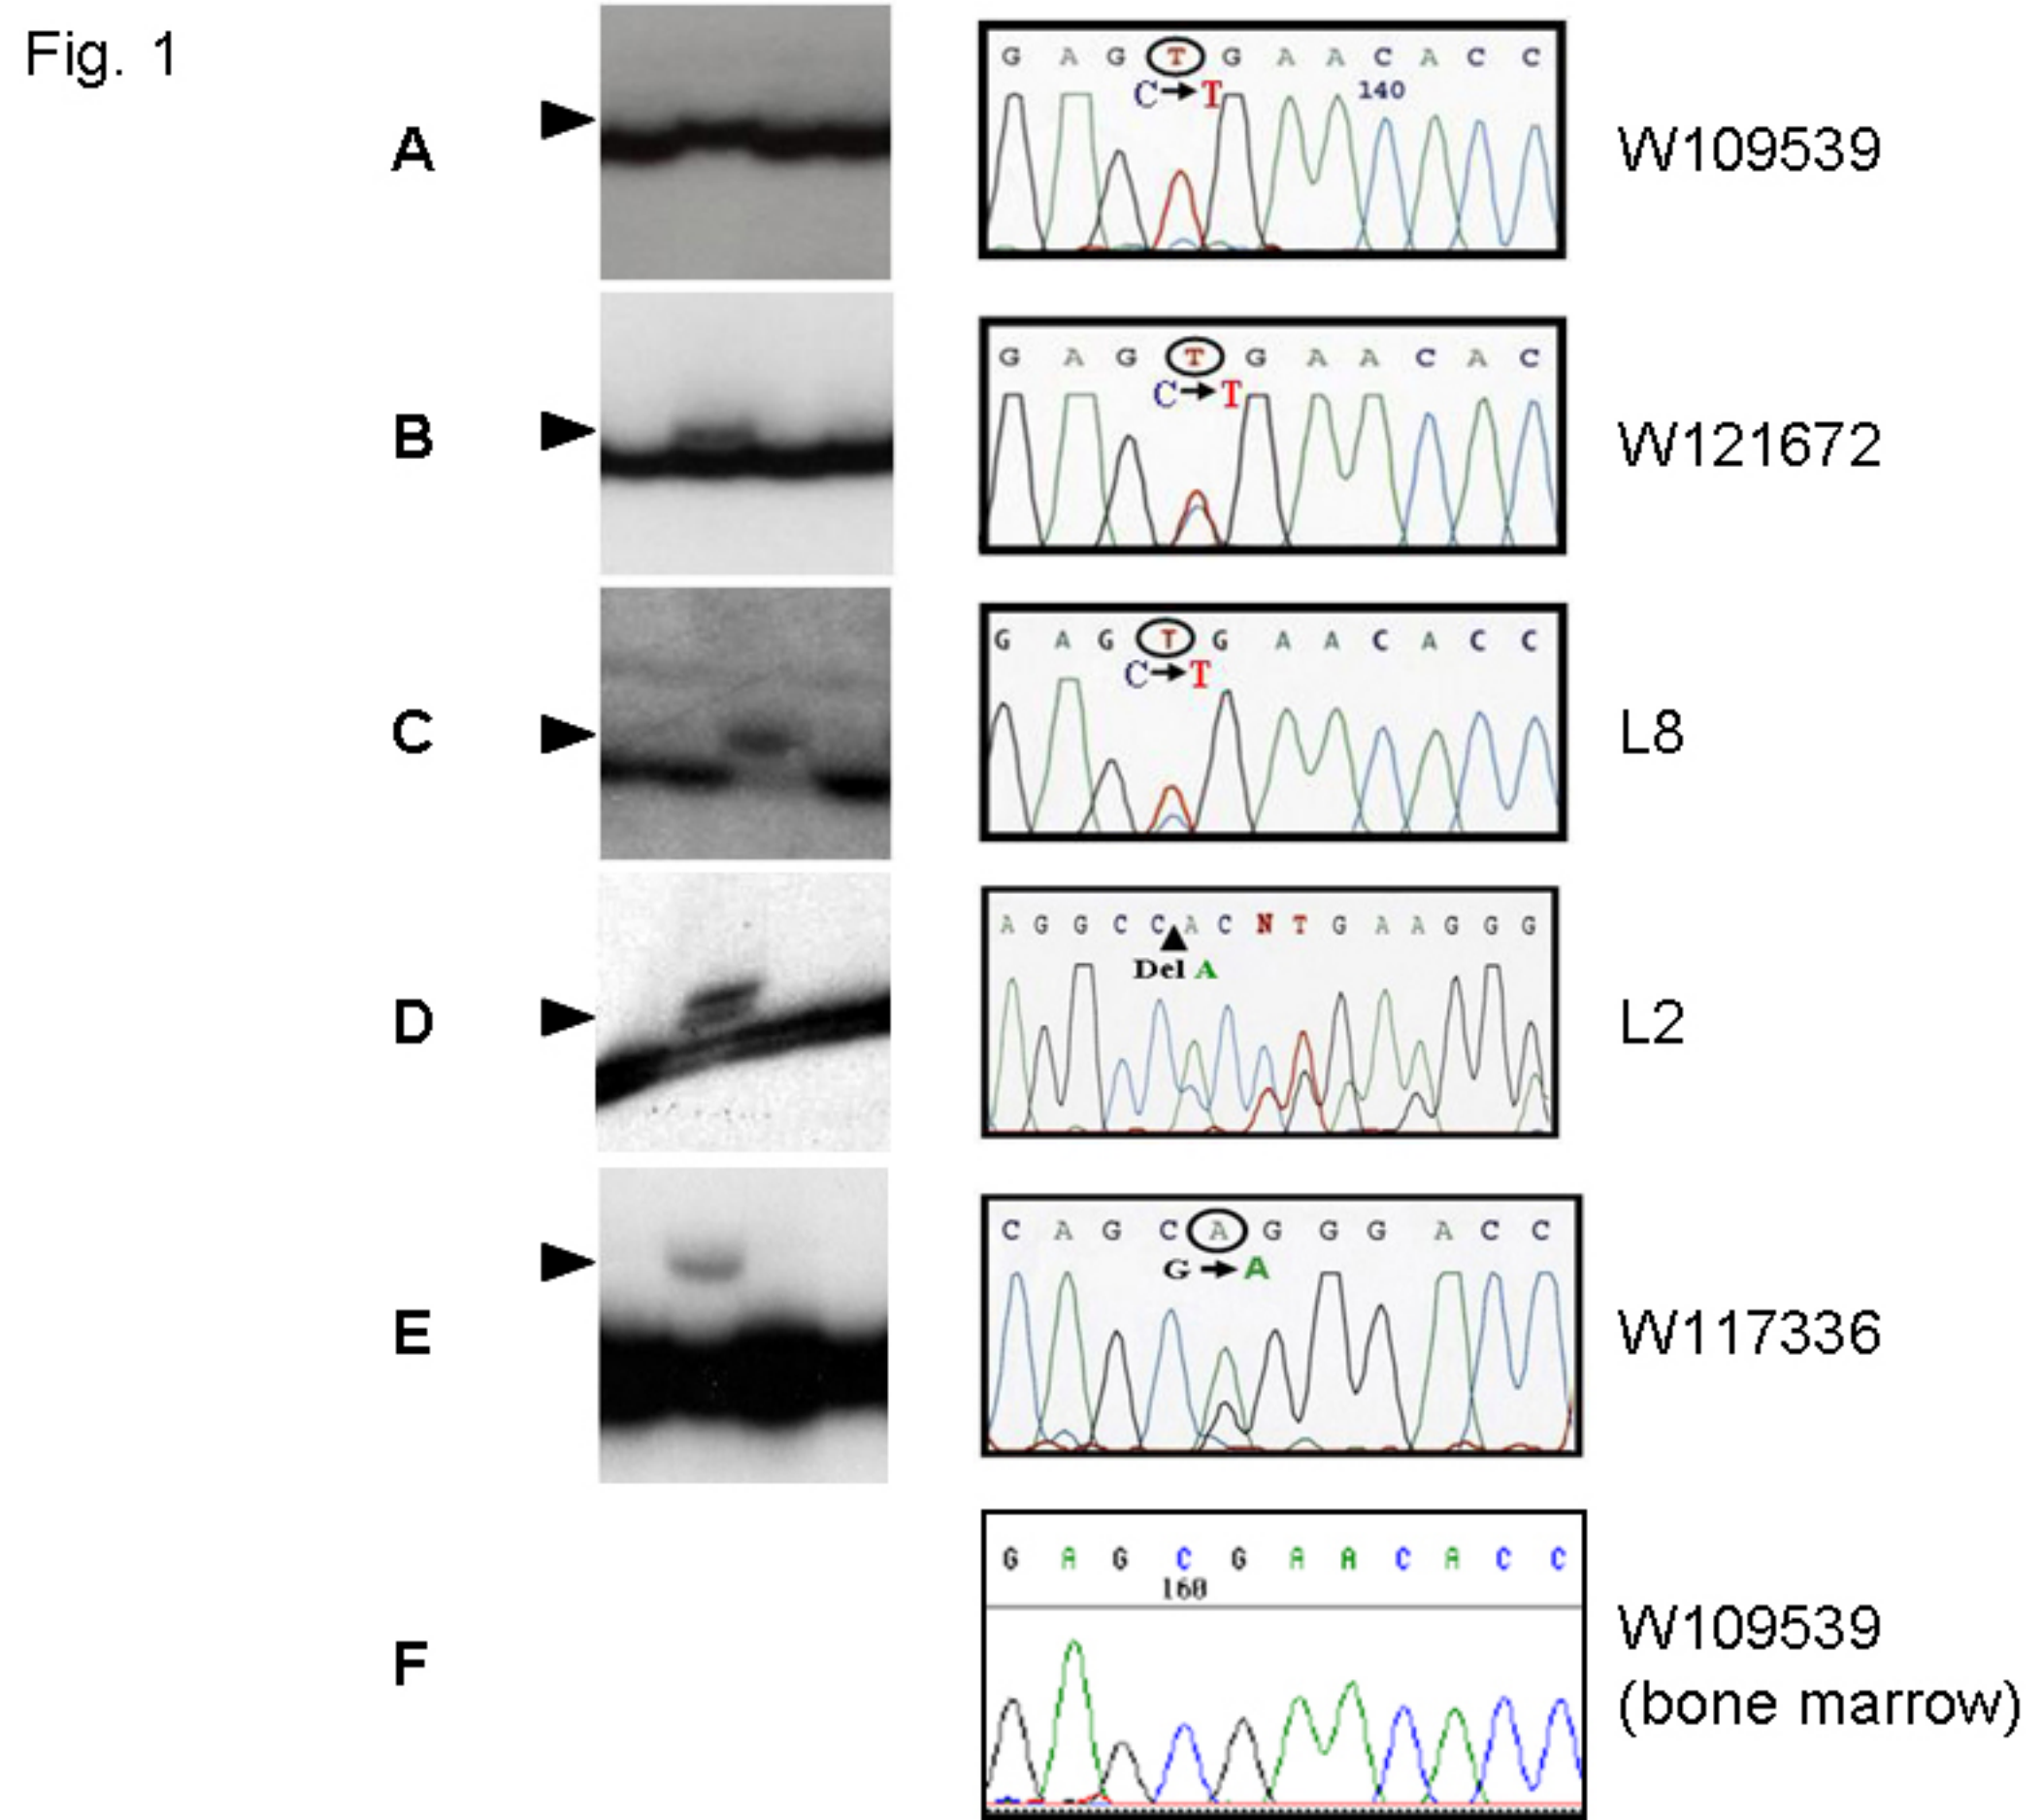 Fig. 1
A
G A G T G A A C A C C
C→T 140
W109539
B
G A G T G A A C A C
C→T
W121672
C
G A G T G A A C A C C
C→T
L8
D
A G G C C A C N T G A A G G G
Del A
L2
E
C A G C A G G G A C C
G→A
W117336
F
G A G C G A A C A C C
160
W109539
(bone marrow)